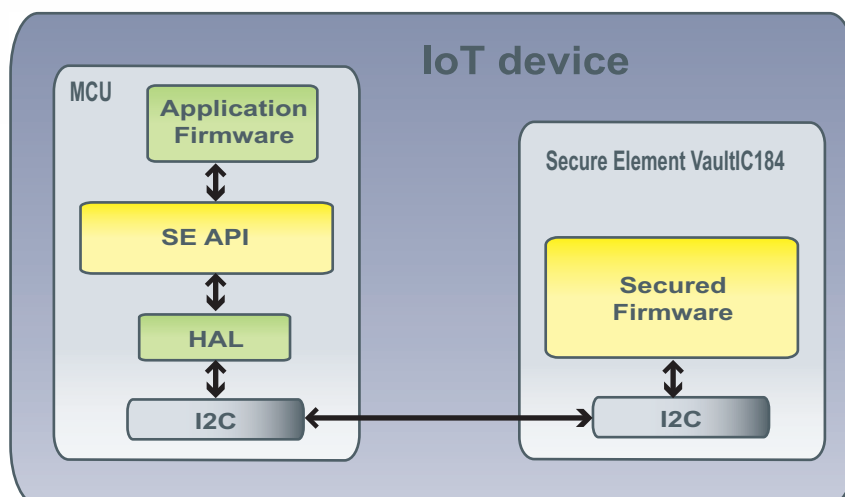 IoT device
MCU
Application
Firmware
SE API
HAL
I2C
Secure Element VaultIC184
Secured
Firmware
I2C